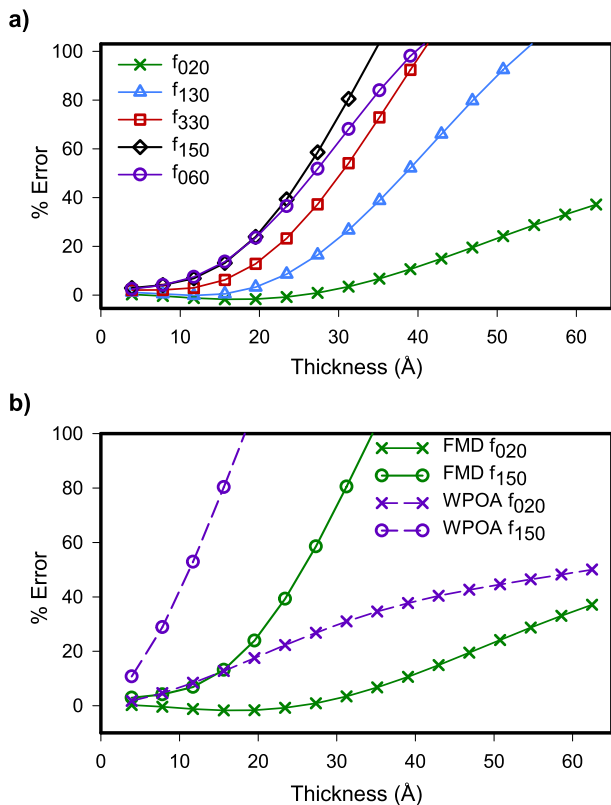 a)
100
80
60
40
20
0
% Error
f020
f130
f330
f150
f060
0 10 20 30 40 50 60
Thickness (Å)
b)
100
80
60
40
20
0
% Error
FMD f020
FMD f150
WPOA f020
WPOA f150
0 10 20 30 40 50 60
Thickness (Å)